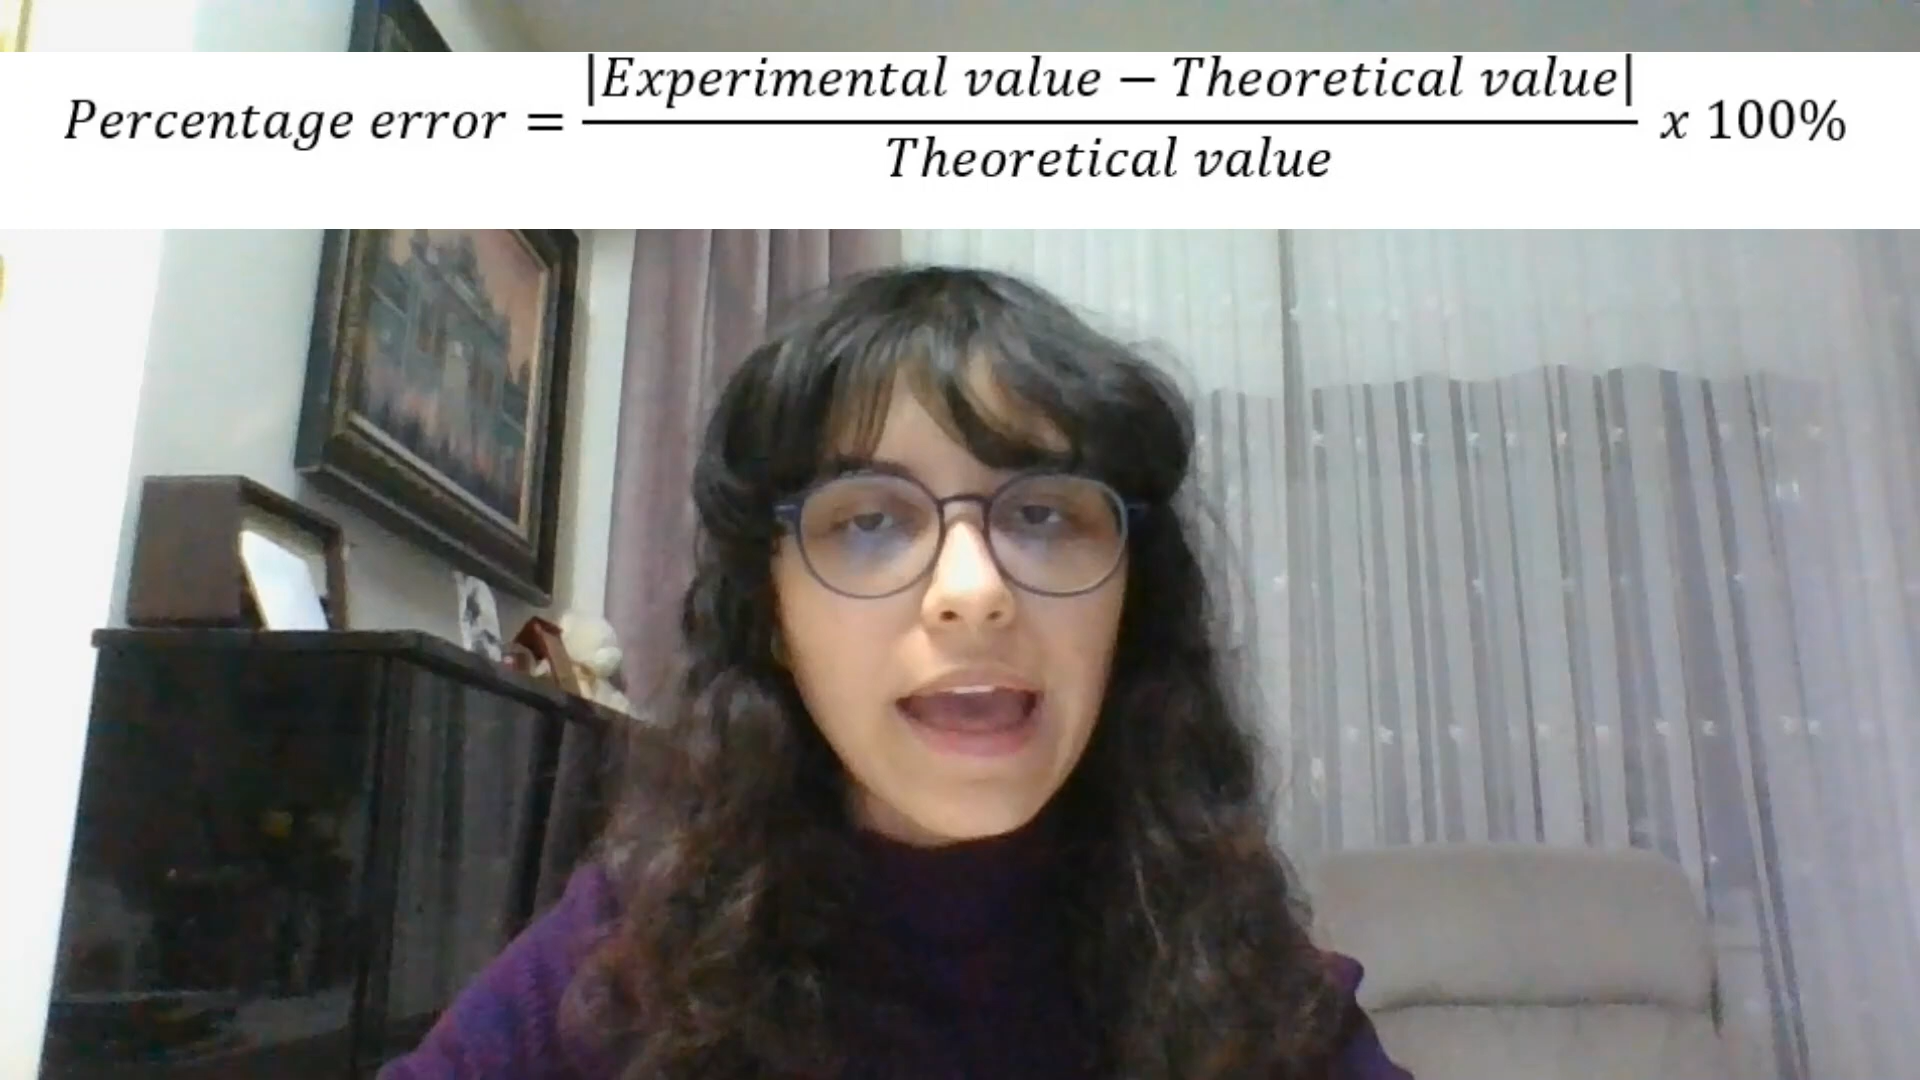 Percentage error = |Experimental value − Theoretical value| / Theoretical value x 100%